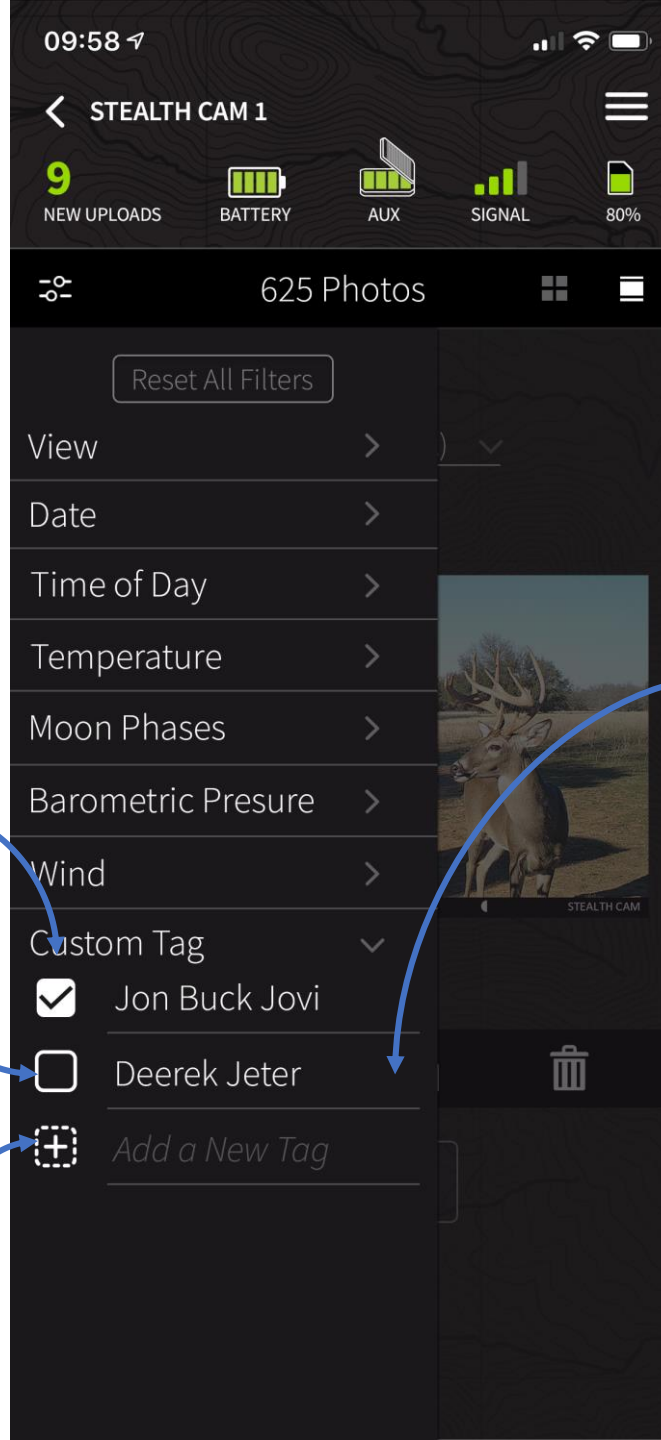 09:58
STEALTH CAM 1
9
NEW UPLOADS
BATTERY
AUX
SIGNAL
80%
625 Photos
Reset All Filters
View
)
Date
Time of Day
Temperature
Moon Phases
Barometric Presure
Wind
STEALTH CAM
Custom Tag
Jon Buck Jovi
Deerek Jeter
Add a New Tag